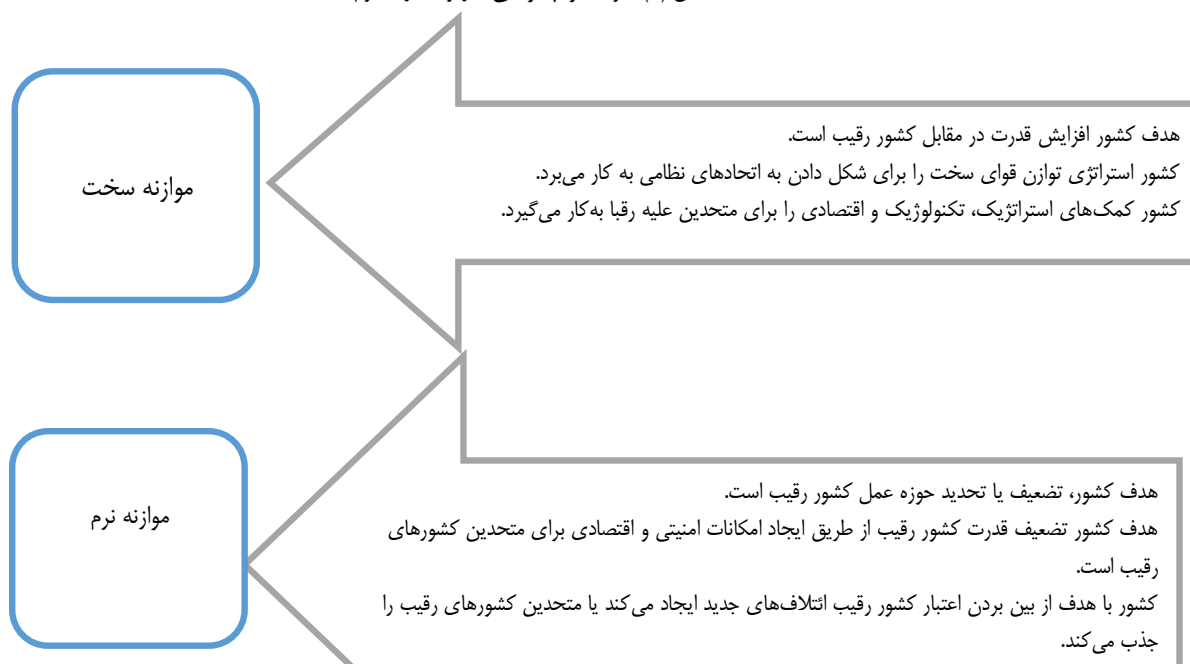 هدف کشور افزایش قدرت در مقابل کشور رقیب است.
کشور استراتژی توازن قوای سخت را برای شکل دادن به اتحادهای نظامی به کار می‌برد.
کشور کمک‌های استراتژیک، تکنولوژیک و اقتصادی را برای متحدین علیه رقبا به‌کار می‌گیرد.
موازنه سخت
هدف کشور، تضعیف یا تحدید حوزه عمل کشور رقیب است.
هدف کشور تضعیف قدرت کشور رقیب از طریق ایجاد امکانات امنیتی و اقتصادی برای متحدین کشورهای
رقیب است.
کشور با هدف از بین بردن اعتبار کشور رقیب ائتلاف‌های جدید ایجاد می‌کند یا متحدین کشورهای رقیب را
جذب می‌کند.
موازنه نرم